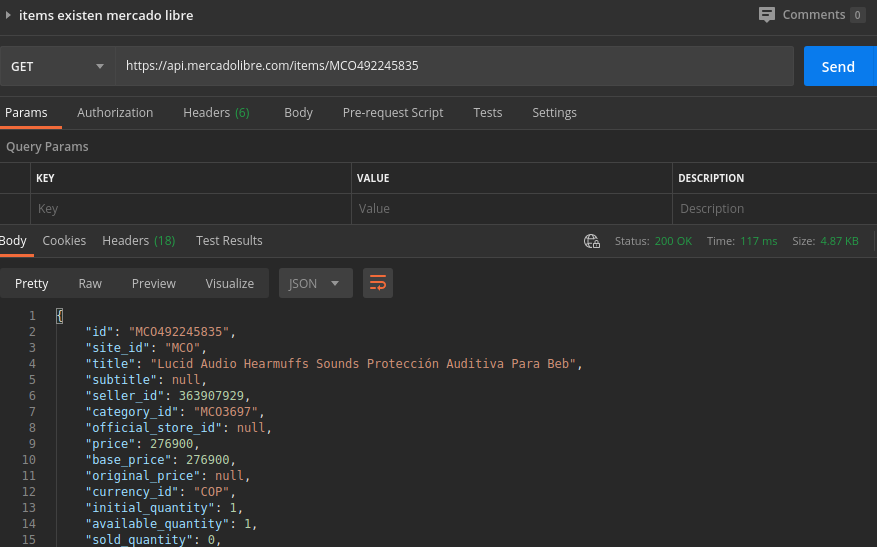 items existen mercado libre
Comments 0
GET https://api.mercadolibre.com/items/MCO492245835 Send
Params Authorization Headers (6) Body Pre-request Script Tests Settings
Query Params
KEY VALUE DESCRIPTION
Key Value Description
Body Cookies Headers (18) Test Results Status: 200 OK Time: 117 ms Size: 4.87 KB
Pretty Raw Preview Visualize JSON
1 {
2 "id": "MCO492245835",
3 "site_id": "MCO",
4 "title": "Lucid Audio Hearmuffs Sounds Protección Auditiva Para Beb",
5 "subtitle": null,
6 "seller_id": 363907929,
7 "category_id": "MCO3697",
8 "official_store_id": null,
9 "price": 276900,
10 "base_price": 276900,
11 "original_price": null,
12 "currency_id": "COP",
13 "initial_quantity": 1,
14 "available_quantity": 1,
15 "sold_quantity": 0,